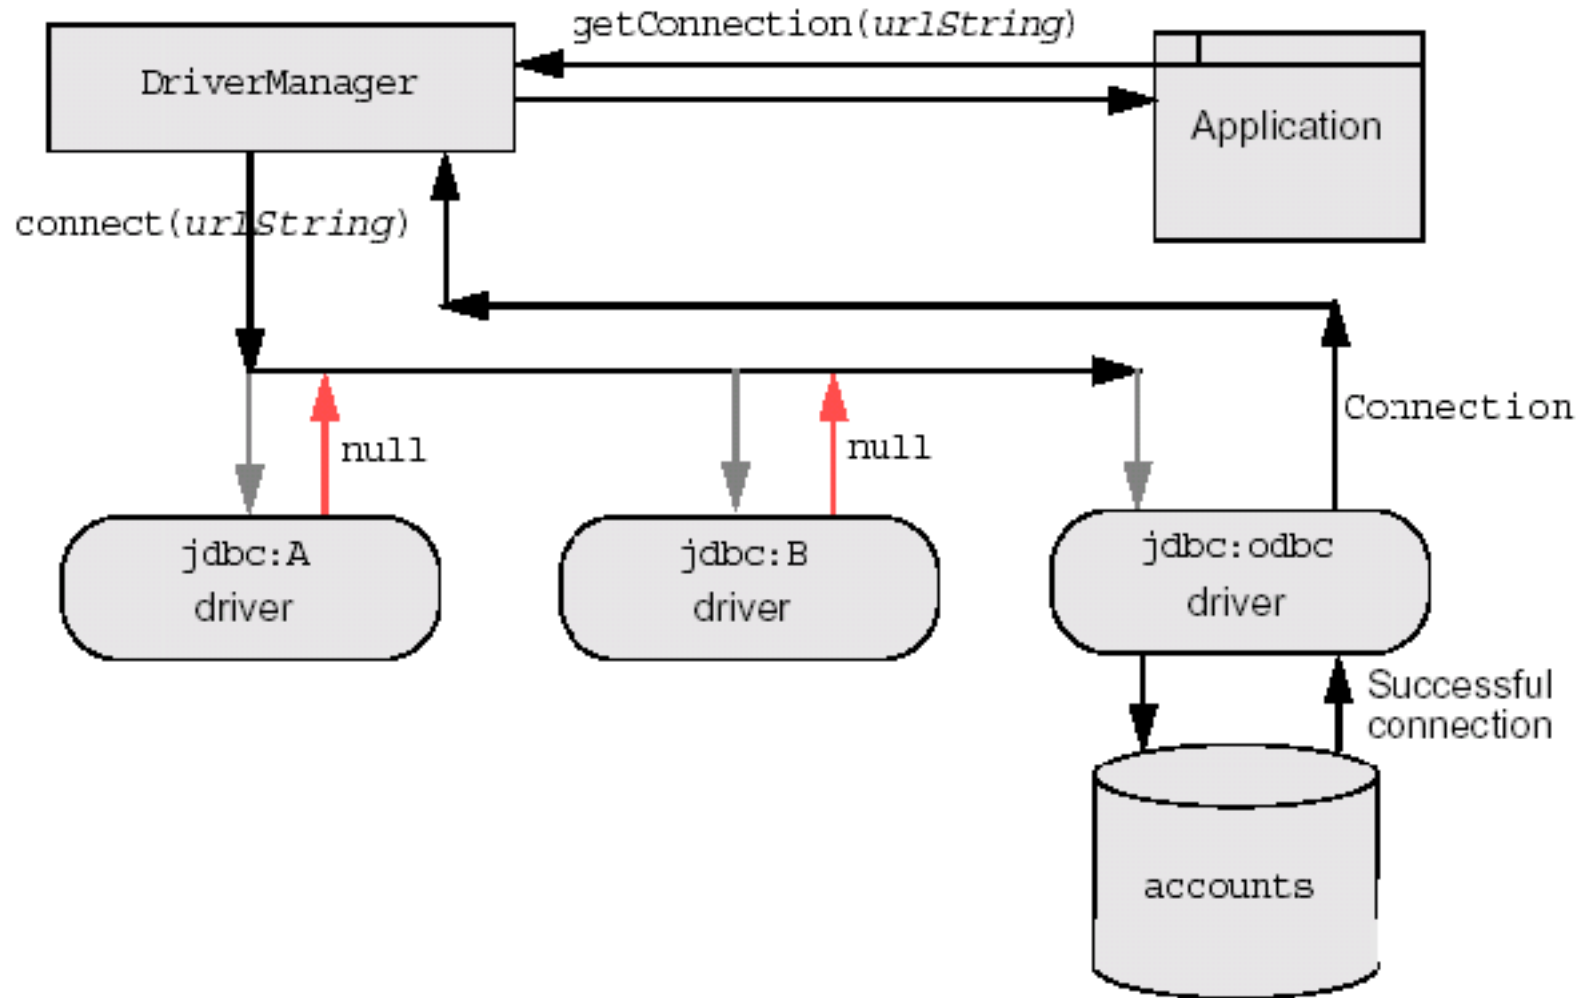 getConnection(urlString)
DriverManager
Application
connect(urlString)
Connection
null
null
jdbc:A
driver
jdbc:B
driver
jdbc:odbc
driver
Successful
connection
accounts